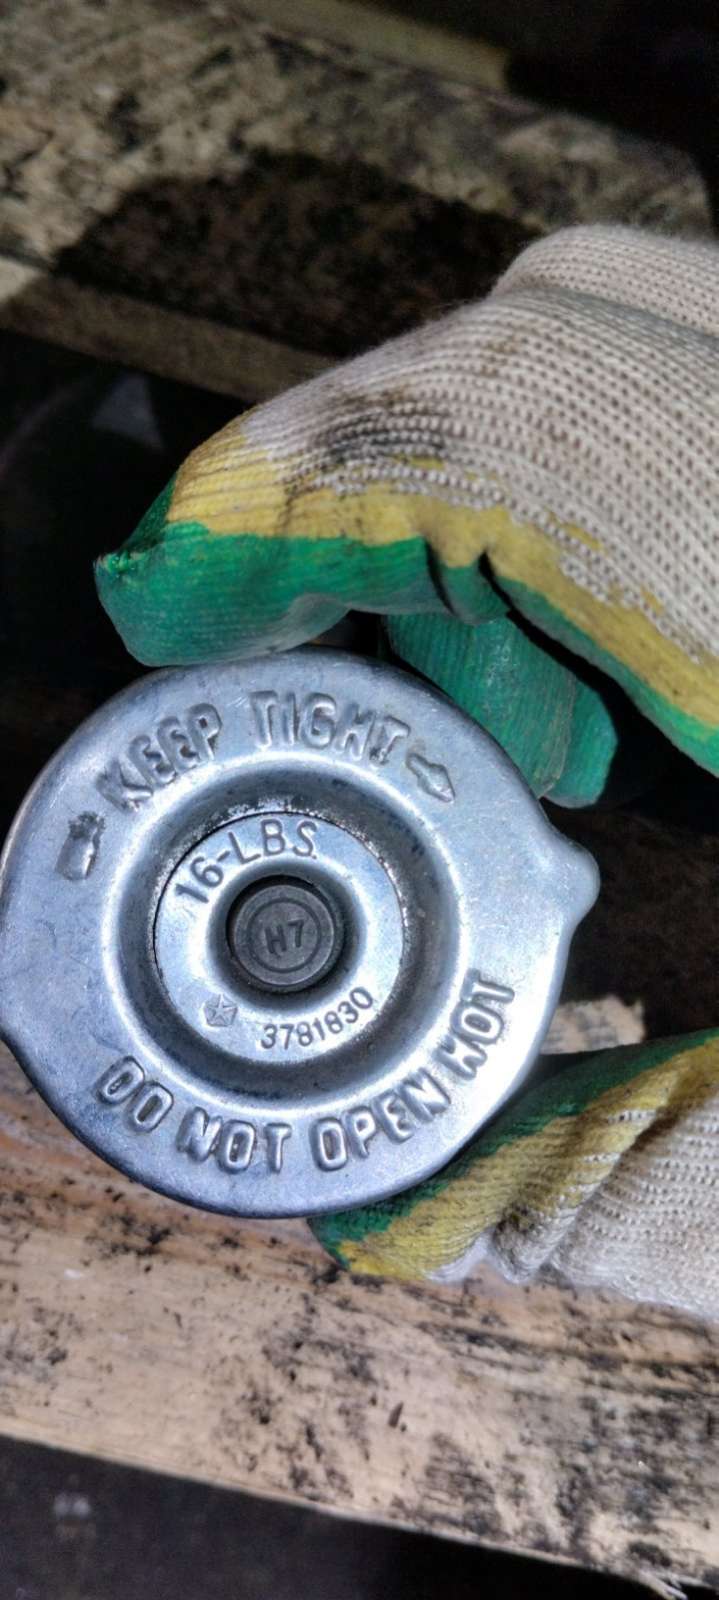 KEEP TIGHT
16-LBS.
H7
3781830
DO NOT OPEN HOT